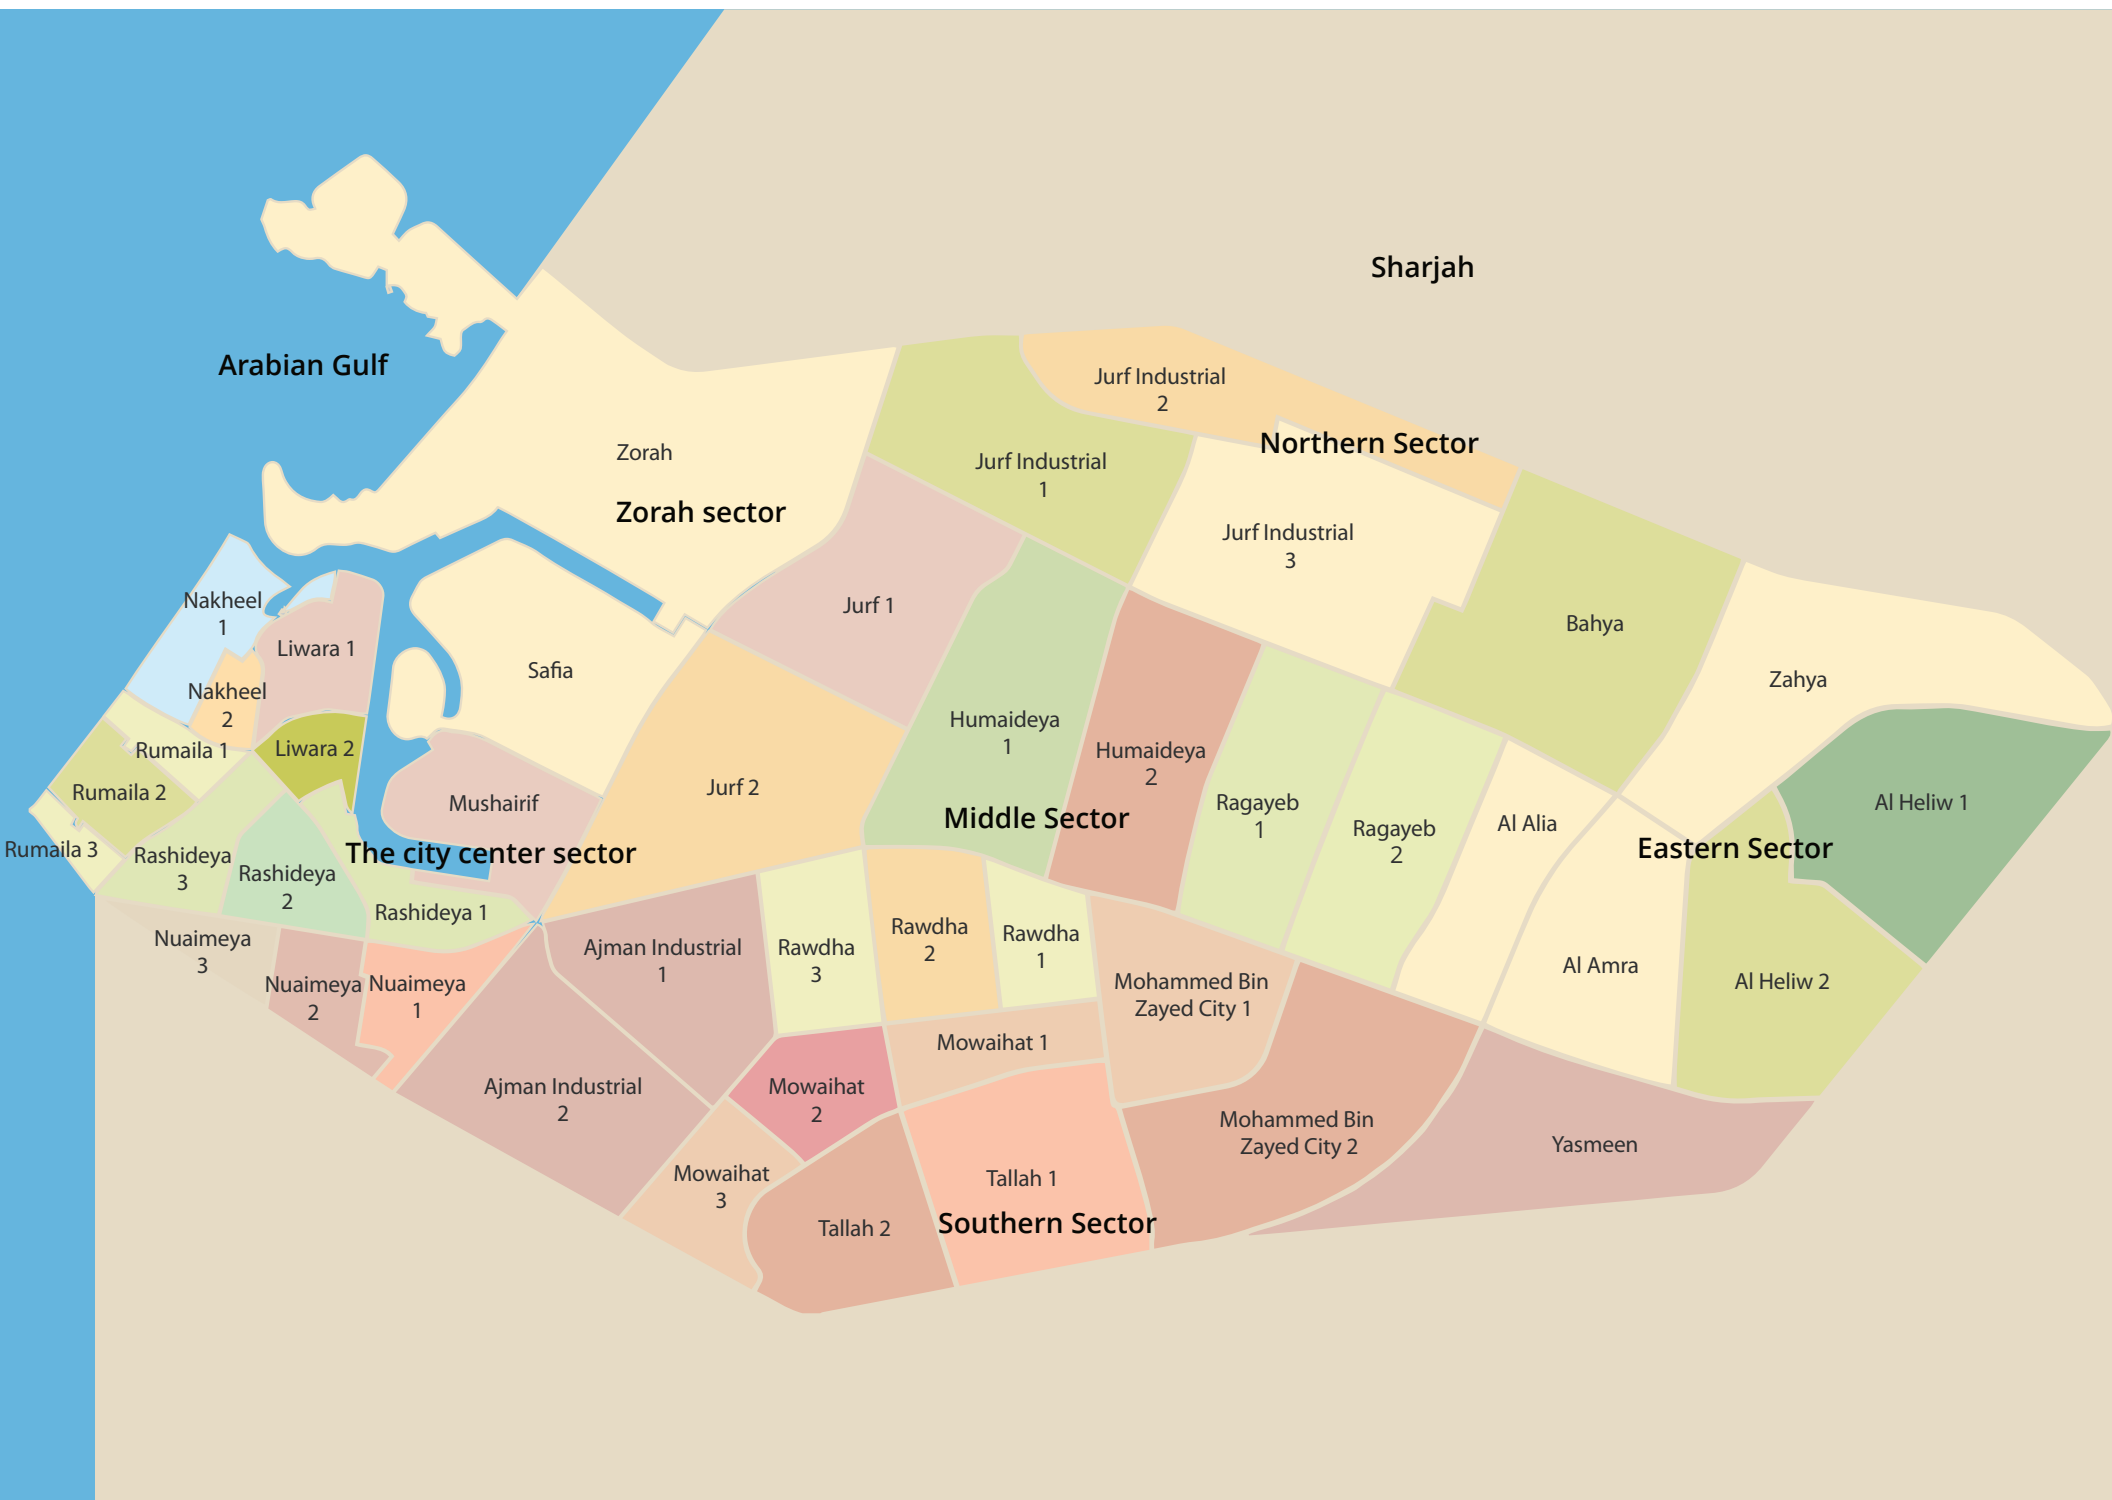 Sharjah
Arabian Gulf
Jurf Industrial
2
Northern Sector
Zorah
Jurf Industrial
1
Zorah sector
Jurf Industrial
3
Nakheel
1
Jurf 1
Bahya
Liwara 1
Safia
Zahya
Nakheel
2
Humaideya
1
Rumaila 1
Liwara 2
Humaideya
2
Rumaila 2
Jurf 2
Mushairif
Ragayeb
1
Al Heliw 1
Middle Sector
Ragayeb
2
Al Alia
Rumaila 3
Rashideya
3
The city center sector
Eastern Sector
Rashideya
2
Rashideya 1
Nuaimeya
3
Ajman Industrial
1
Rawdha
3
Rawdha
2
Rawdha
1
Al Amra
Nuaimeya
2
Nuaimeya
1
Mohammed Bin
Zayed City 1
Al Heliw 2
Mowaihat 1
Ajman Industrial
2
Mowaihat
2
Mohammed Bin
Zayed City 2
Yasmeen
Mowaihat
3
Tallah 1
Tallah 2
Southern Sector